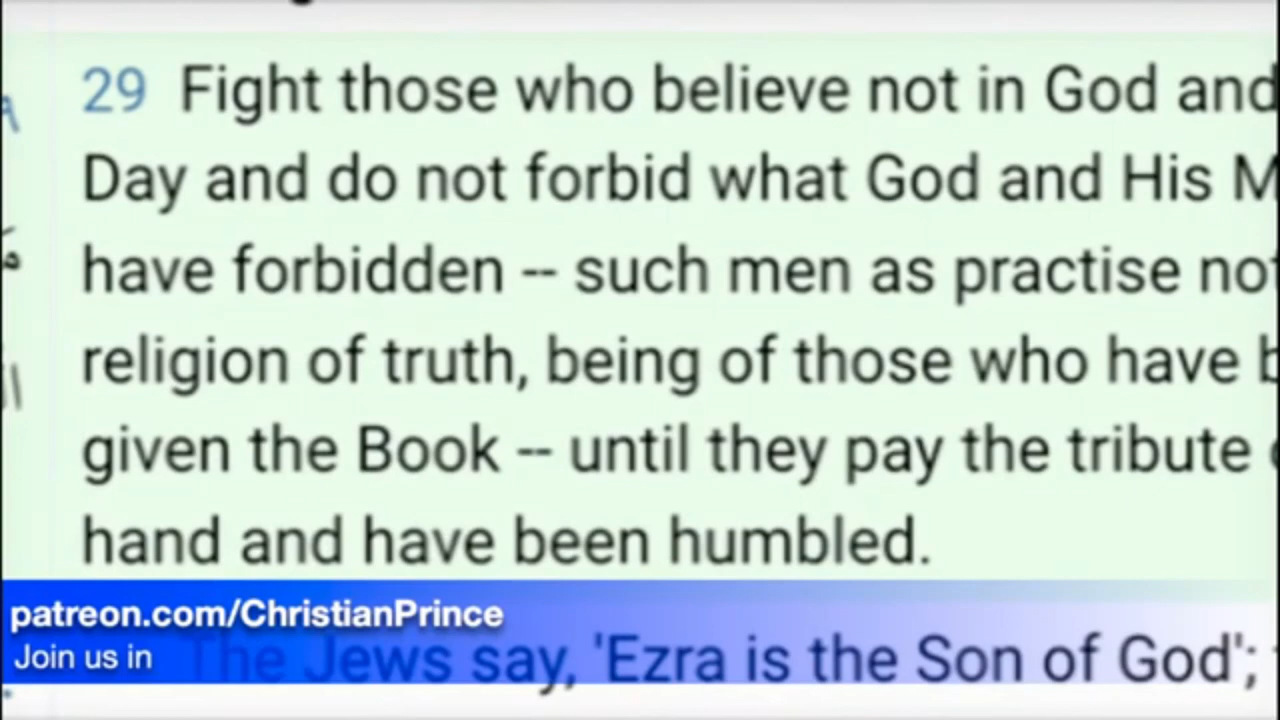 29 Fight those who believe not in God and
Day and do not forbid what God and His M
have forbidden -- such men as practise not
religion of truth, being of those who have b
given the Book -- until they pay the tribute
hand and have been humbled.
patreon.com/ChristianPrince
Join us in
The Jews say, 'Ezra is the Son of God';